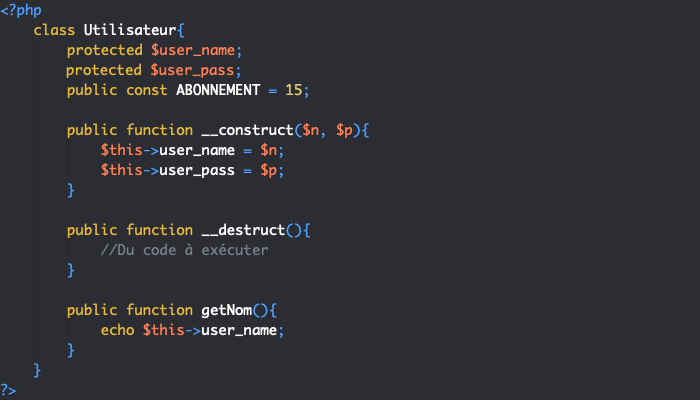 <?php
    class Utilisateur{
        protected $user_name;
        protected $user_pass;
        public const ABONNEMENT = 15;

        public function __construct($n, $p){
            $this->user_name = $n;
            $this->user_pass = $p;
        }

        public function __destruct(){
            //Du code à exécuter
        }

        public function getNom(){
            echo $this->user_name;
        }
    }
?>